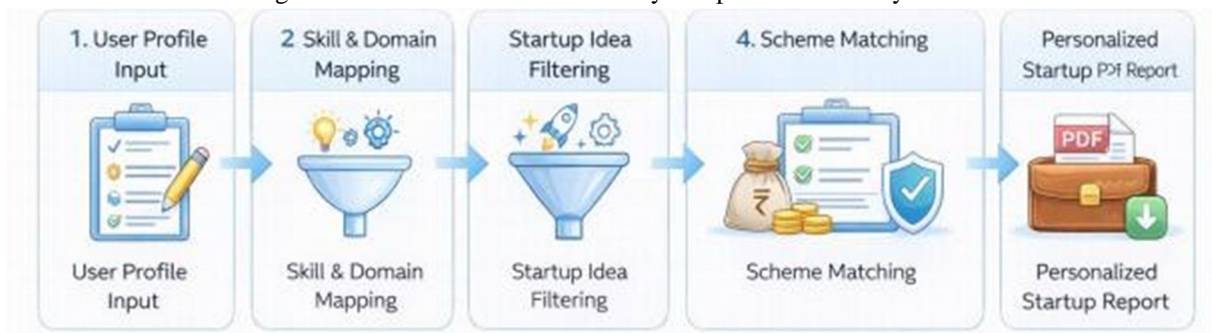 1. User Profile
Input
2 Skill & Domain
Mapping
Startup Idea
Filtering
4. Scheme Matching
Personalized
Startup PDF Report
₹
PDF
User Profile
Input
Skill & Domain
Mapping
Startup Idea
Filtering
Scheme Matching
Personalized
Startup Report